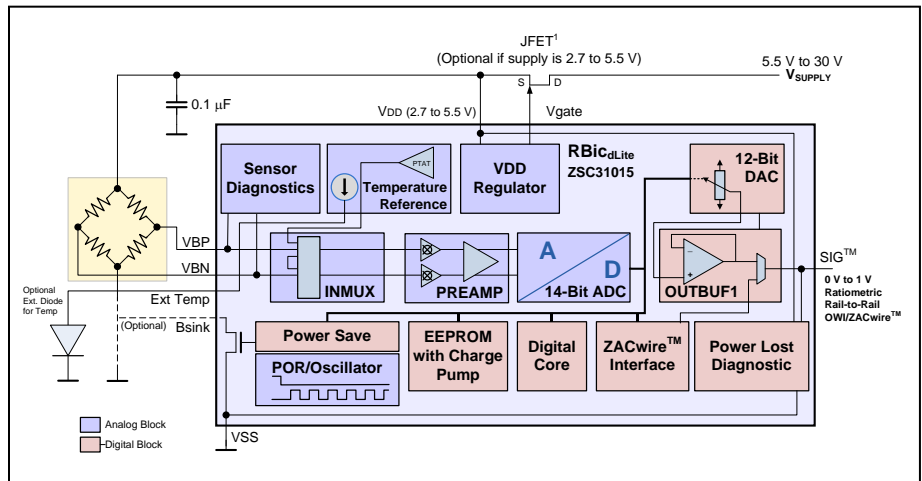 JFET1
(Optional if supply is 2.7 to 5.5 V)
5.5 V to 30 V
VSUPPLY
S
D
0.1 µF
VDD (2.7 to 5.5 V)
Vgate
Sensor
Diagnostics
PTAT
Temperature
Reference
VDD
Regulator
RBicdLite
ZSC31015
12-Bit
DAC
VBP
VBN
INMUX
PREAMP
A
D
14-Bit ADC
OUTBUF1
SIG™
0 V to 1 V
Ratiometric
Rail-to-Rail
OWI/ZACwire™
Optional
Ext. Diode
for Temp
Ext Temp
(Optional)
Bsink
Power Save
POR/Oscillator
EEPROM
with Charge
Pump
Digital
Core
ZACwire™
Interface
Power Lost
Diagnostic
Analog Block
Digital Block
VSS